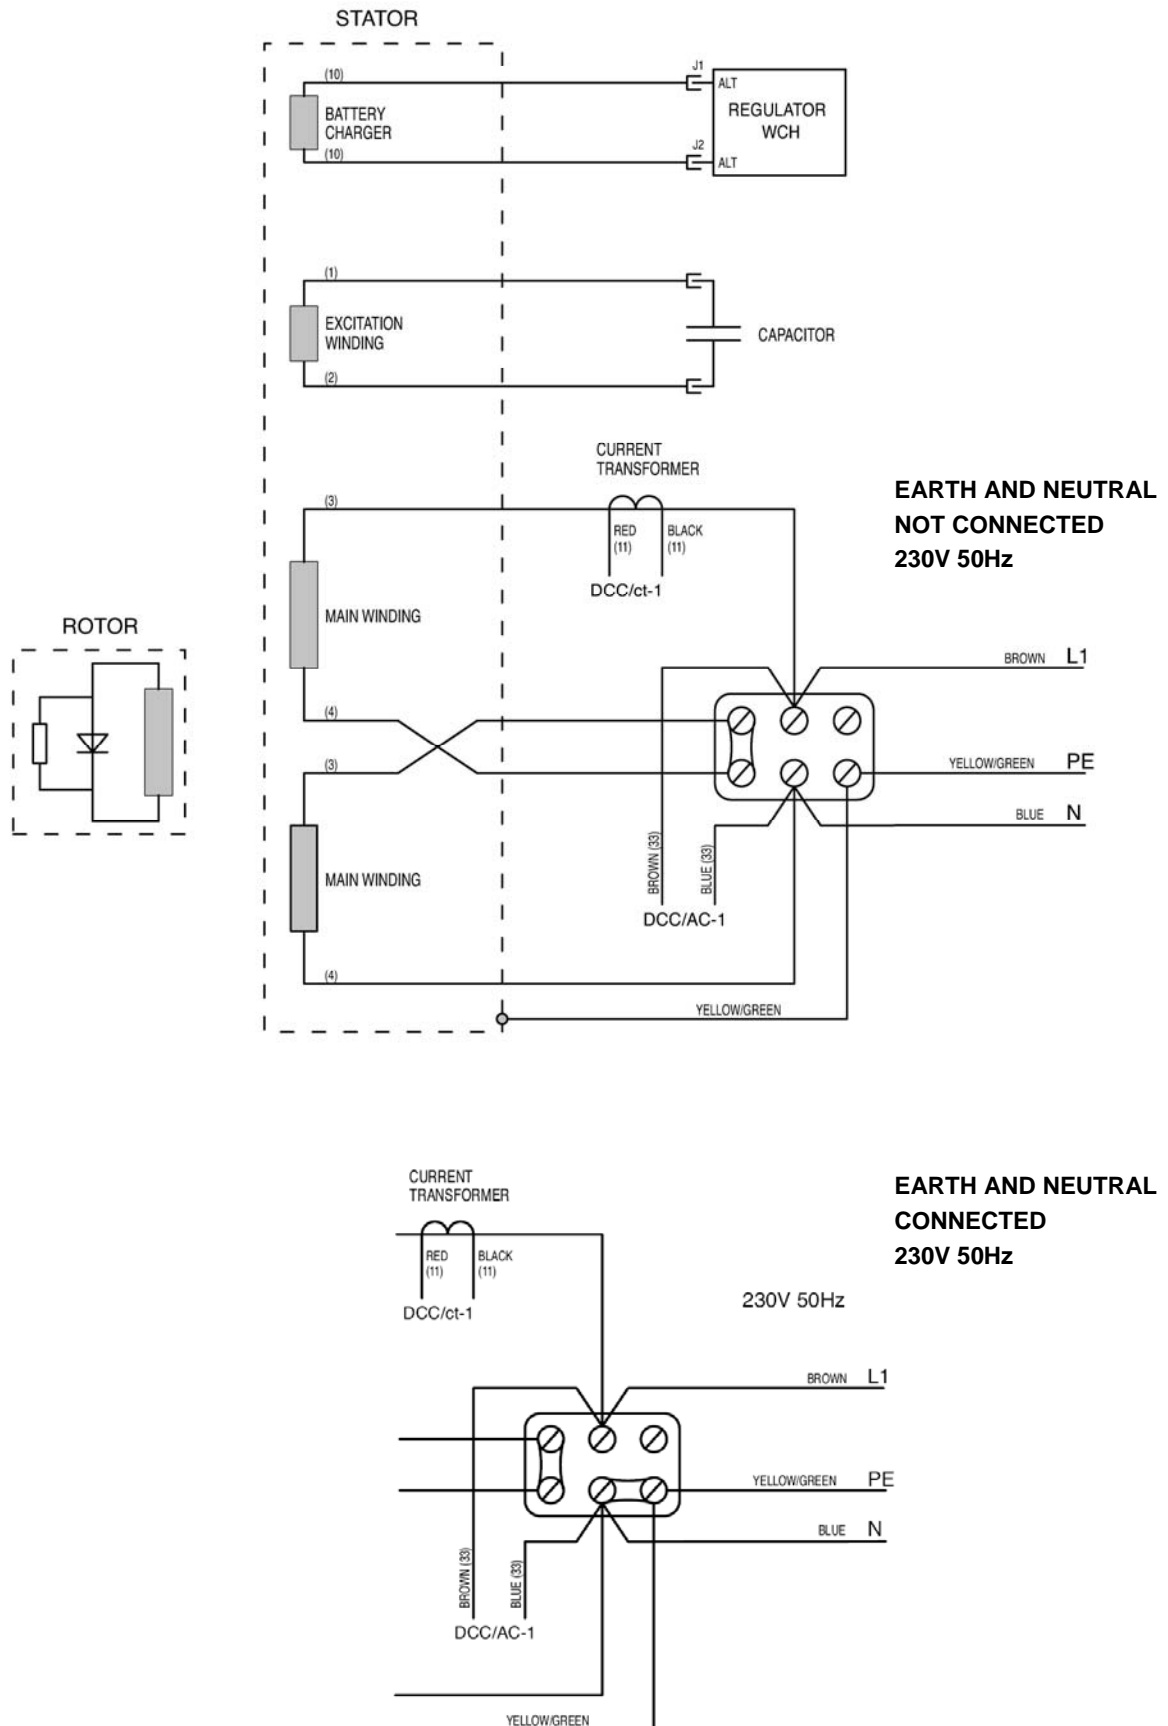 STATOR
(10)
J1
ALT
BATTERY
CHARGER
REGULATOR
WCH
(10)
J2
ALT
(1)
EXCITATION
WINDING
CAPACITOR
(2)
CURRENT
TRANSFORMER
EARTH AND NEUTRAL
NOT CONNECTED
230V 50Hz
(3)
RED
(11)
BLACK
(11)
DCC/ct-1
MAIN WINDING
ROTOR
BROWN L1
(4)
(3)
YELLOW/GREEN PE
BLUE N
BROWN (33)
BLUE (33)
MAIN WINDING
DCC/AC-1
(4)
YELLOW/GREEN
CURRENT
TRANSFORMER
EARTH AND NEUTRAL
CONNECTED
230V 50Hz
RED
(11)
BLACK
(11)
DCC/ct-1
230V 50Hz
BROWN L1
YELLOW/GREEN PE
BLUE N
BROWN (33)
BLUE (33)
DCC/AC-1
YELLOW/GREEN